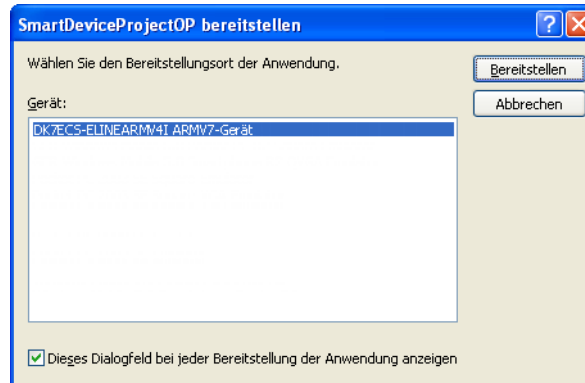 SmartDeviceProjectOP bereitstellen
Wählen Sie den Bereitstellungsort der Anwendung.
Bereitstellen
Gerät:
Abbrechen
DK7ECS-ELINEARMV4I ARMV7-Gerät
Dieses Dialogfeld bei jeder Bereitstellung der Anwendung anzeigen